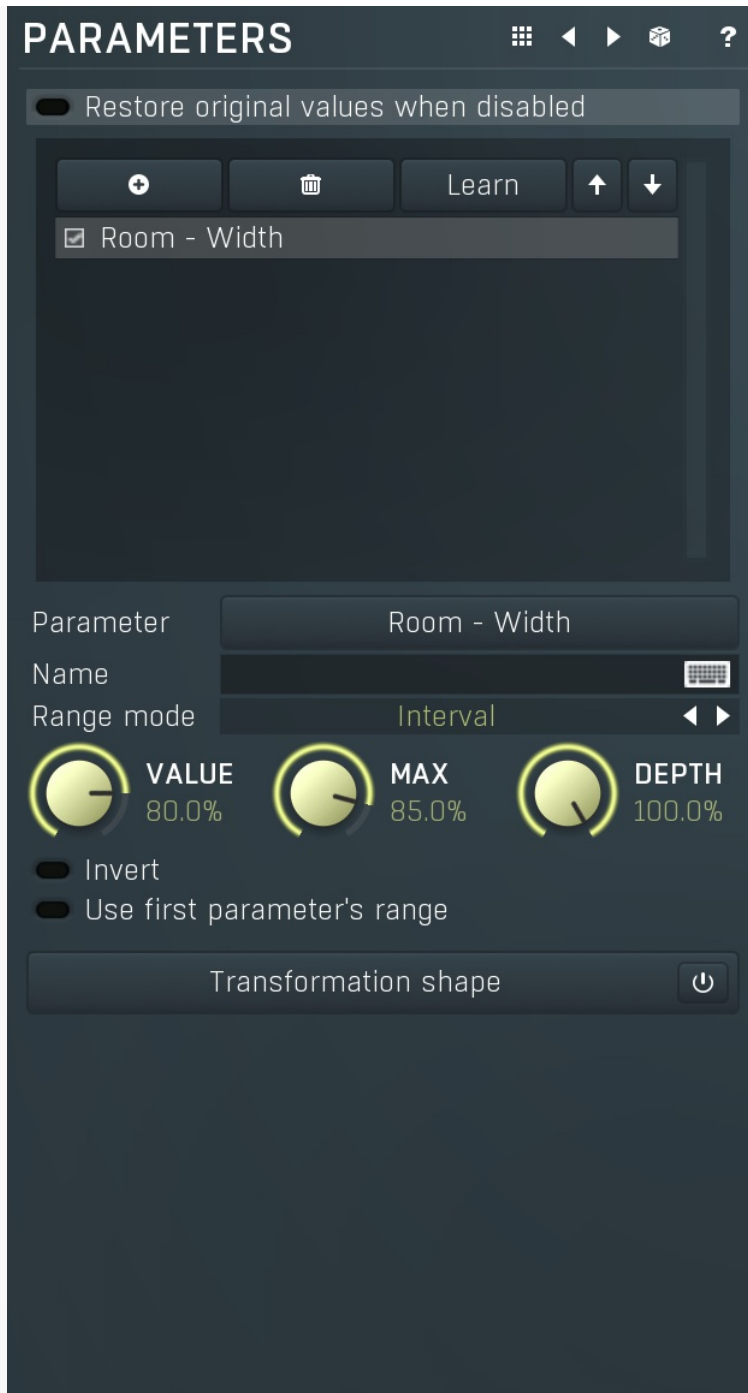 PARAMETERS ?
Restore original values when disabled
Learn
Room - Width
Parameter Room - Width
Name
Range mode Interval
VALUE MAX DEPTH
80.0% 85.0% 100.0%
Invert
Use first parameter's range
Transformation shape